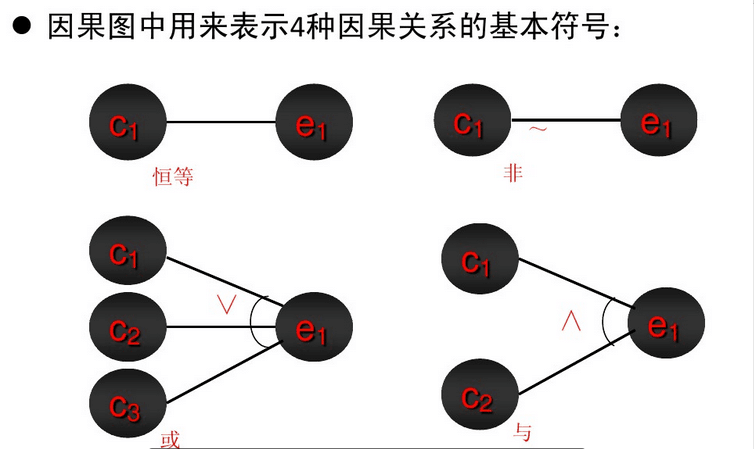 ● 因果图中用来表示4种因果关系的基本符号：
c₁ e₁
恒等
c₁ ~ e₁
非
c₁
c₂ ∨ e₁
c₃
或
c₁
∧ e₁
c₂
与